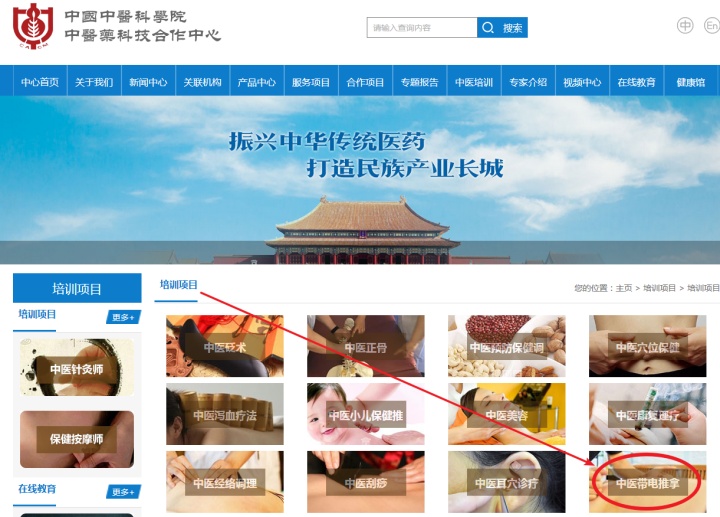 中國中醫科學院
中醫藥科技合作中心
CACM
请输入查询内容
搜索
中
En
中心首页 关于我们 新闻中心 关联机构 产品中心 服务项目 合作项目 专题报告 中医培训 专家介绍 视频中心 在线教育 健康馆
振兴中华传统医药
打造民族产业长城
培训项目
培训项目
您的位置：主页 > 培训项目 > 培训项目
培训项目 更多+
中医针灸师
保健按摩师
在线教育 更多+
中医正骨
中医预防保健调
中医穴位保健
中医泻血疗法
中医小儿保健推
中医美容
中医康复理疗
中医经络调理
中医刮痧
中医耳穴诊疗
中医带电推拿